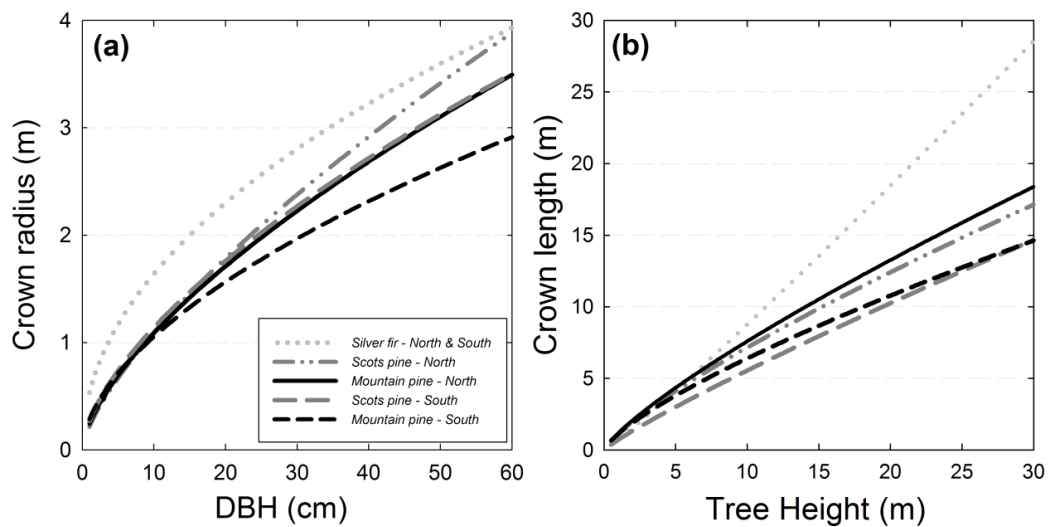 (a)
Crown radius (m)
4
3
2
1
0
Silver fir - North & South
Scots pine - North
Mountain pine - North
Scots pine - South
Mountain pine - South
0 10 20 30 40 50 60
DBH (cm)
(b)
Crown length (m)
30
25
20
15
10
5
0
0 5 10 15 20 25 30
Tree Height (m)